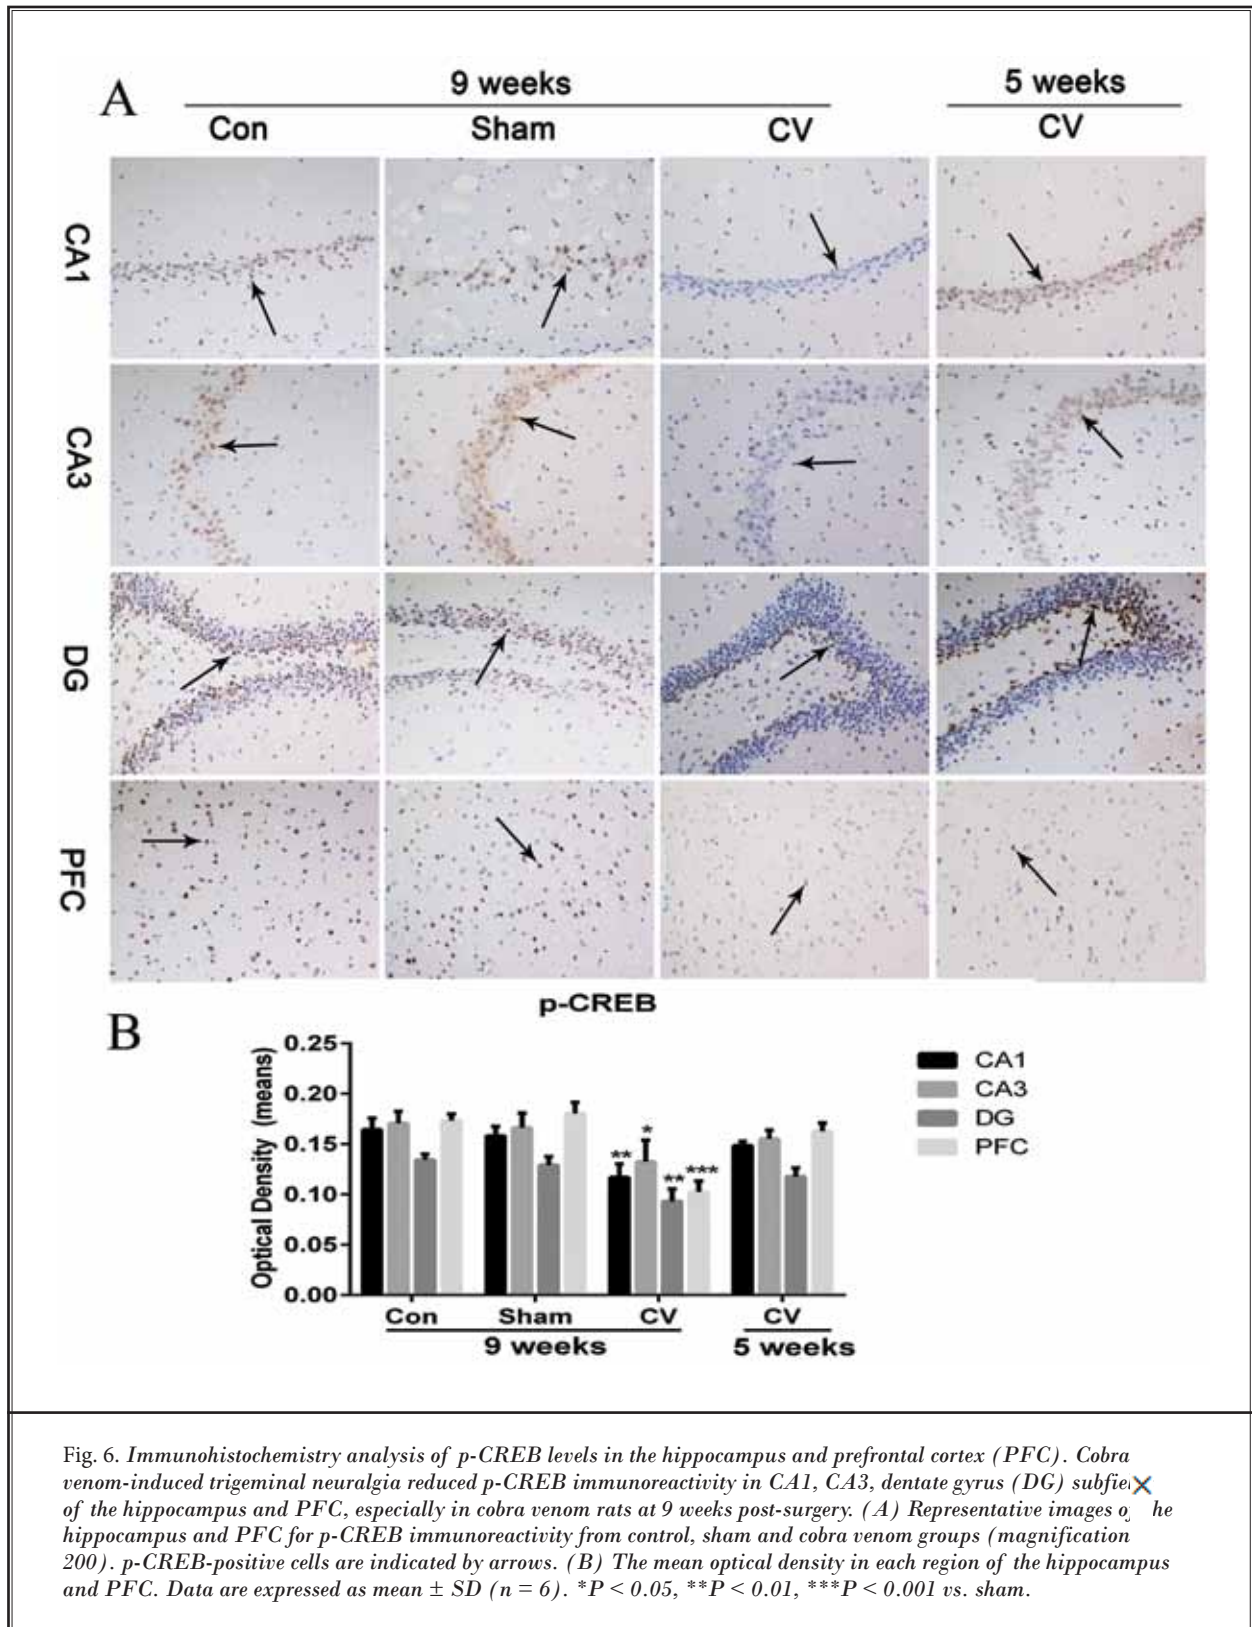 A
9 weeks
5 weeks
Con
Sham
CV
CV
CA1
CA3
DG
PFC
B
p-CREB
Optical Density (means)
0.25
0.20
0.15
0.10
0.05
0.00
** * ** ***
Con
Sham
CV
CV
9 weeks
5 weeks
CA1
CA3
DG
PFC
Fig. 6. Immunohistochemistry analysis of p-CREB levels in the hippocampus and prefrontal cortex (PFC). Cobra
venom-induced trigeminal neuralgia reduced p-CREB immunoreactivity in CA1, CA3, dentate gyrus (DG)
of the hippocampus and PFC, especially in cobra venom rats at 9 weeks post-surgery. (A) Representative images
hippocampus and PFC for p-CREB immunoreactivity from control, sham and cobra venom groups (magnification
200). p-CREB-positive cells are indicated by arrows. (B) The mean optical density in each region of the hippocampus
and PFC. Data are expressed as mean ± SD (n = 6). *P < 0.05, **P < 0.01, ***P < 0.001 vs. sham.